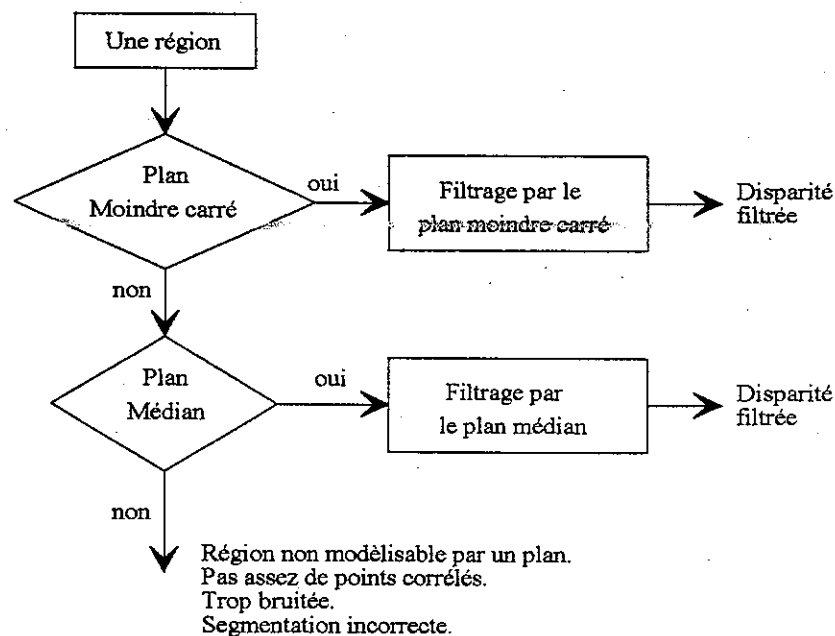 Une région
Plan
Moindre carré
oui
Filtrage par le
plan moindre carré
Disparité
filtrée
non
Plan
Médian
oui
Filtrage par
le plan médian
Disparité
filtrée
non
Région non modèlisable par un plan.
Pas assez de points corrélés.
Trop bruitée.
Segmentation incorrecte.